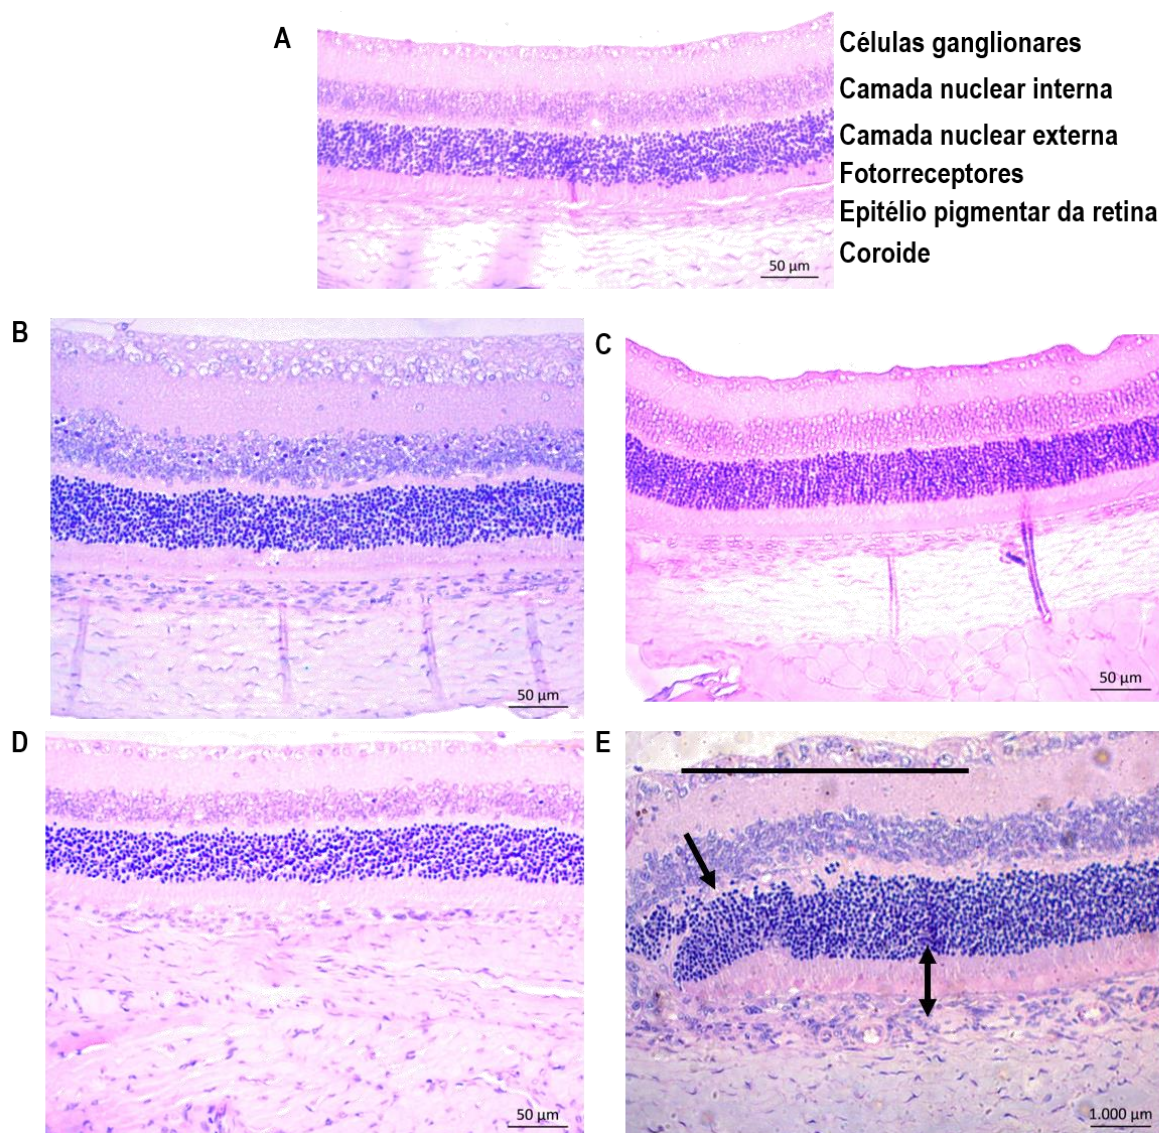 A
Células ganglionares
Camada nuclear interna
Camada nuclear externa
Fotorreceptores
Epitélio pigmentar da retina
Coroide
50 µm
B
50 µm
C
50 µm
D
50 µm
E
1.000 µm